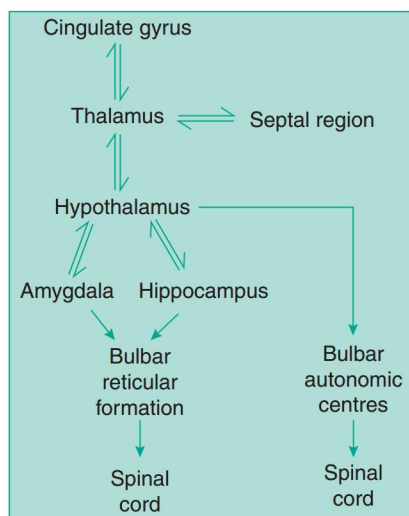 Cingulate gyrus
Thalamus
Septal region
Hypothalamus
Amygdala
Hippocampus
Bulbar
reticular
formation
Bulbar
autonomic
centres
Spinal
cord
Spinal
cord